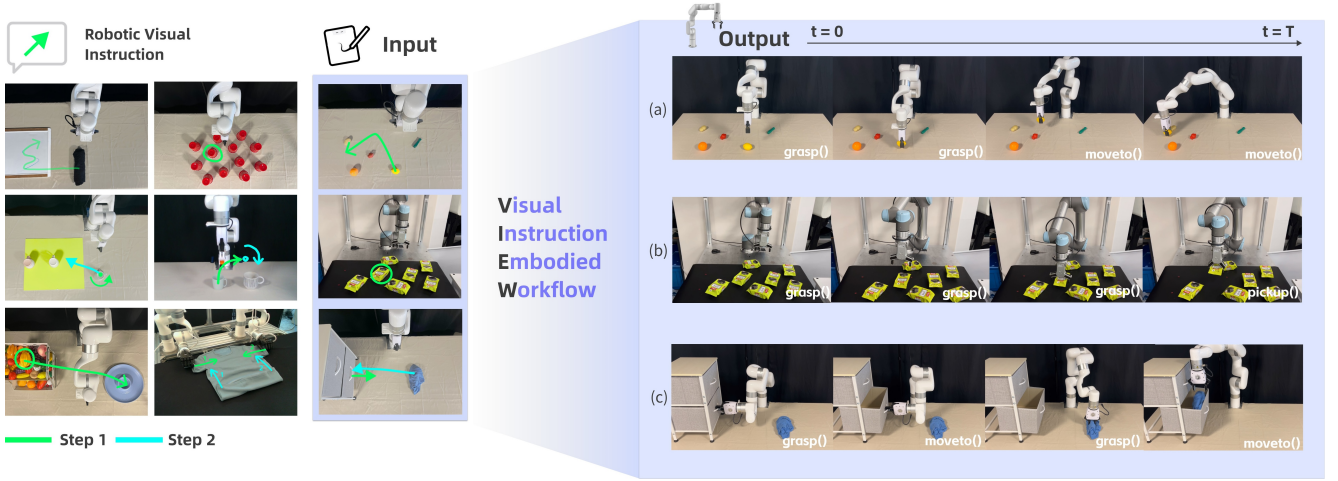 Robotic Visual
Instruction
Input
Output
t = 0
t = T
(a)
grasp()
grasp()
moveto()
moveto()
Visual
Instruction
Embodied
Workflow
(b)
grasp()
grasp()
grasp()
pickup()
(c)
grasp()
moveto()
grasp()
moveto()
Step 1
Step 2